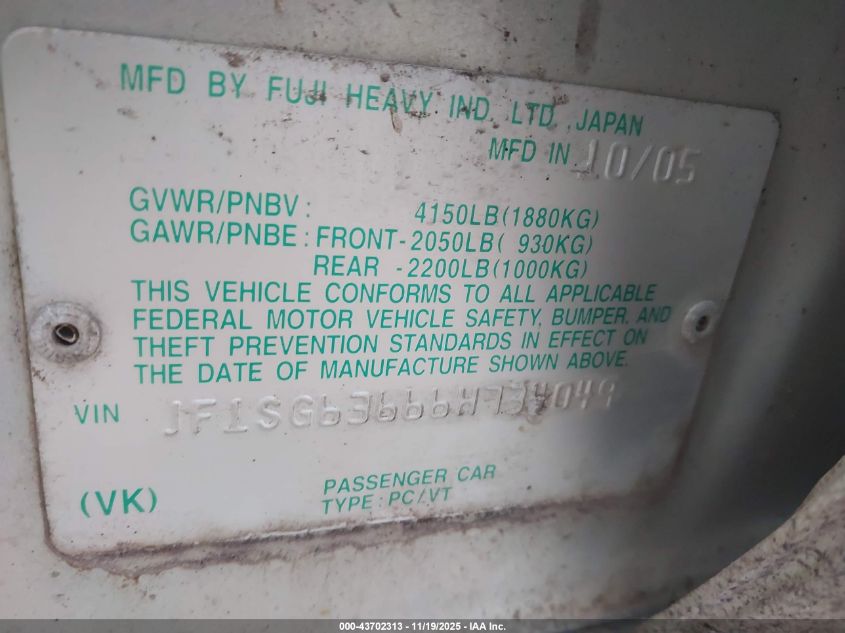 MFD BY FUJI HEAVY IND. LTD. JAPAN
MFD IN 10/05
GVWR/PNBV: 4150LB(1880KG)
GAWR/PNBE: FRONT-2050LB( 930KG)
REAR -2200LB(1000KG)
THIS VEHICLE CONFORMS TO ALL APPLICABLE
FEDERAL MOTOR VEHICLE SAFETY, BUMPER, AND
THEFT PREVENTION STANDARDS IN EFFECT ON
THE DATE OF MANUFACTURE SHOWN ABOVE.
VIN JF1SG63666H734049
(VK) PASSENGER CAR
TYPE: PC/VT
000-43702313 - 11/19/2025 - IAA Inc.